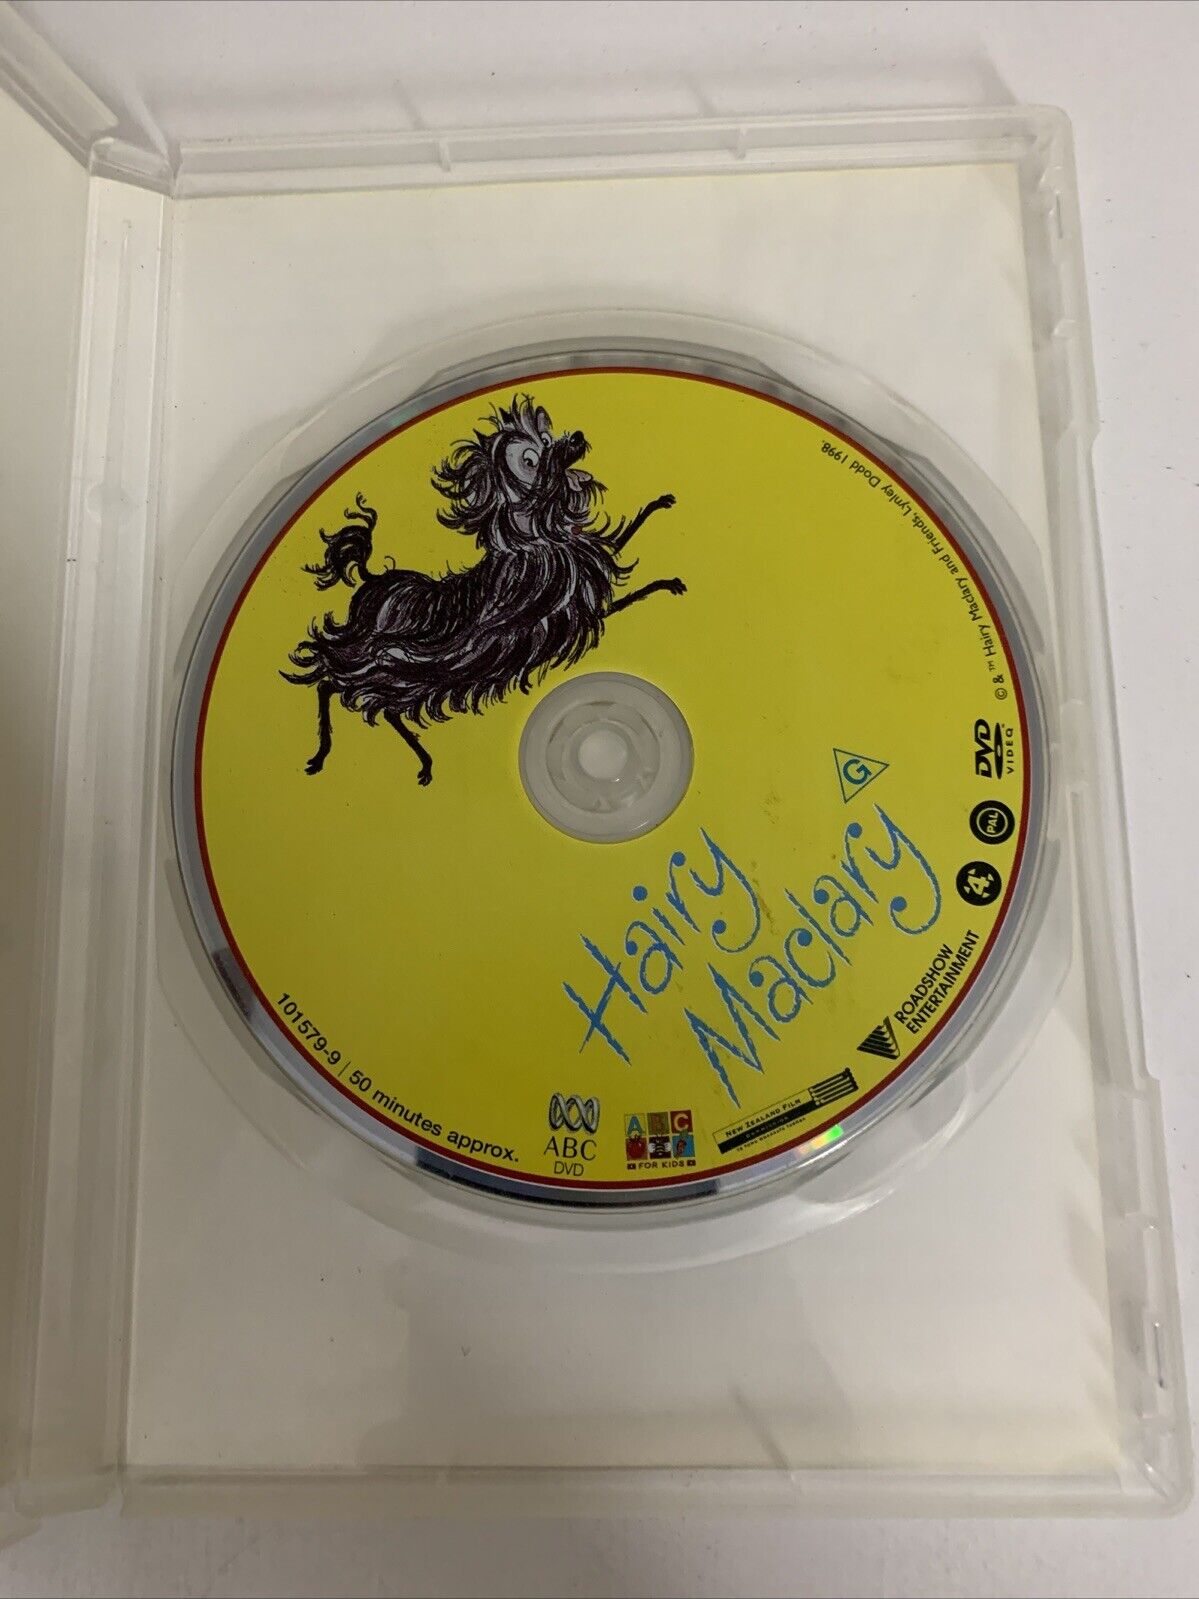 © & ™ Hairy Maclary and Friends, Lynley Dodd 1998.
DVD
VIDEO
PAL
4
G
Hairy
Maclary
ROADSHOW
ENTERTAINMENT
NEW ZEALAND FILM
ABC
FOR KIDS
ABC
DVD
101579-9 | 50 minutes approx.